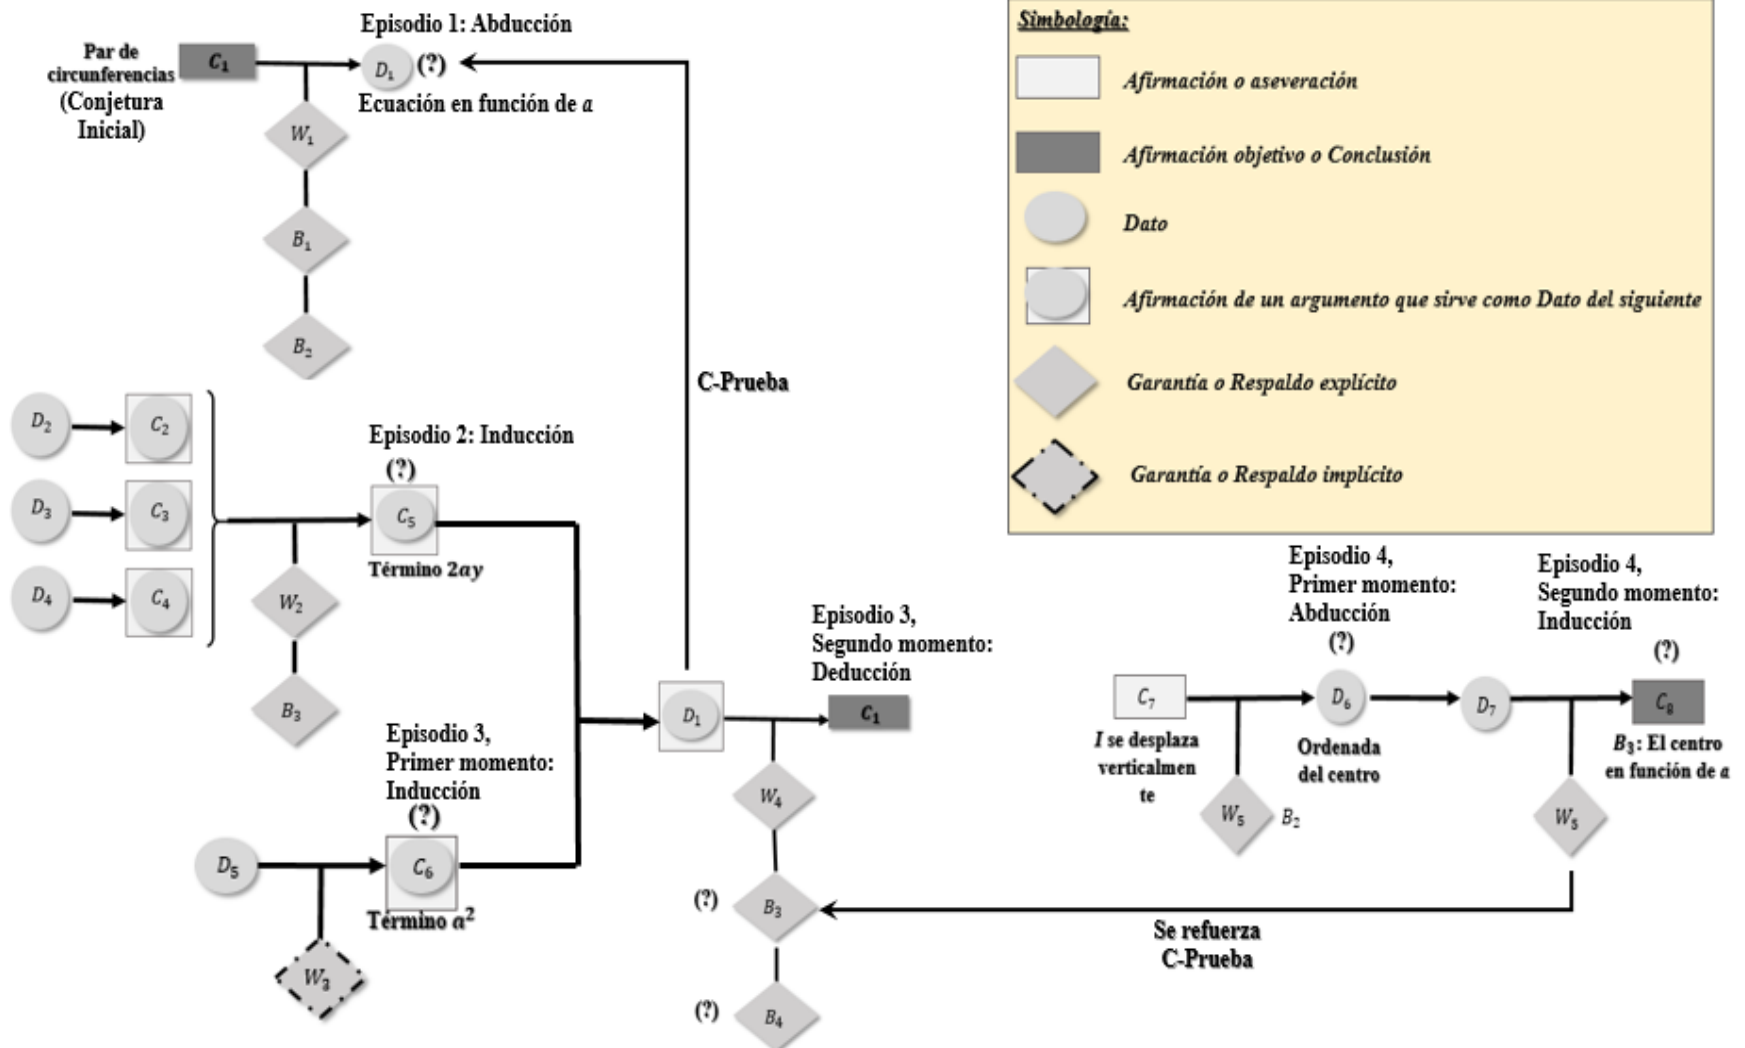 Episodio 1: Abducción
Par de
circunferencias
(Conjetura
Inicial)
C₁
D₁
(?)
Ecuación en función de a
W₁
B₁
B₂
C-Prueba
D₂
C₂
D₃
C₃
D₄
C₄
Episodio 2: Inducción
(?)
C₅
Término 2ay
W₂
B₃
Episodio 3,
Primer momento:
Inducción
(?)
D₅
C₆
Término a²
W₃
D₁
Episodio 3,
Segundo momento:
Deducción
C₁
W₄
(?)
B₃
(?)
B₄
Se refuerza
C-Prueba
Simbología:
Afirmación o aseveración
Afirmación objetivo o Conclusión
Dato
Afirmación de un argumento que sirve como Dato del siguiente
Garantía o Respaldo explícito
Garantía o Respaldo implícito
Episodio 4,
Primer momento:
Abducción
(?)
C₇
I se desplaza
verticalmen
te
D₆
Ordenada
del centro
W₅
B₂
D₇
Episodio 4,
Segundo momento:
Inducción
(?)
C₈
B₃: El centro
en función de a
W₅